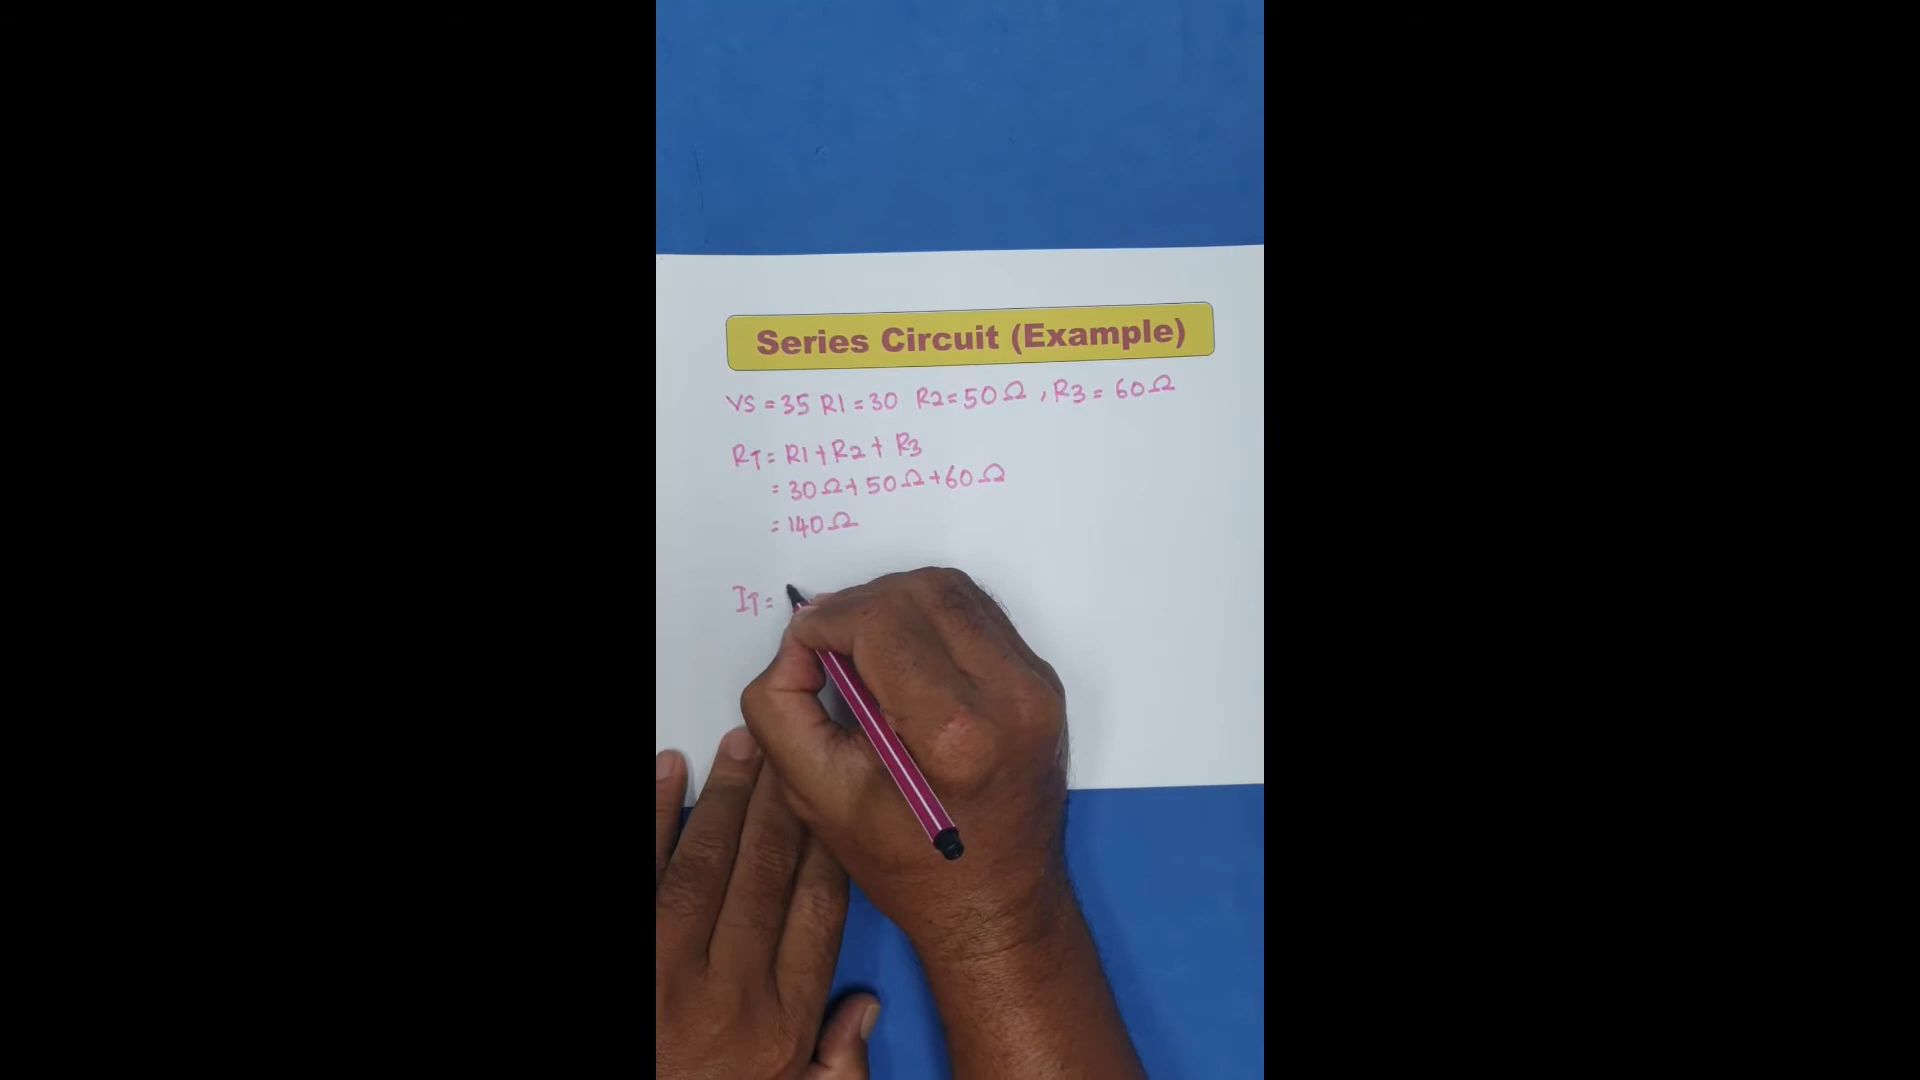 Series Circuit (Example)
VS = 35 R1 = 30 R2 = 50Ω , R3 = 60Ω
RT = R1 + R2 + R3
= 30Ω + 50Ω + 60Ω
= 140Ω
IT =